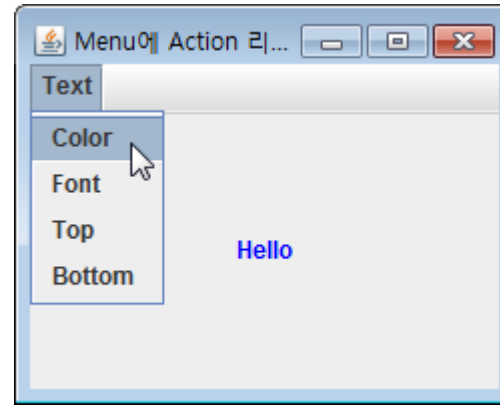 Menu에 Action 리...
Text
Color
Font
Top
Bottom
Hello